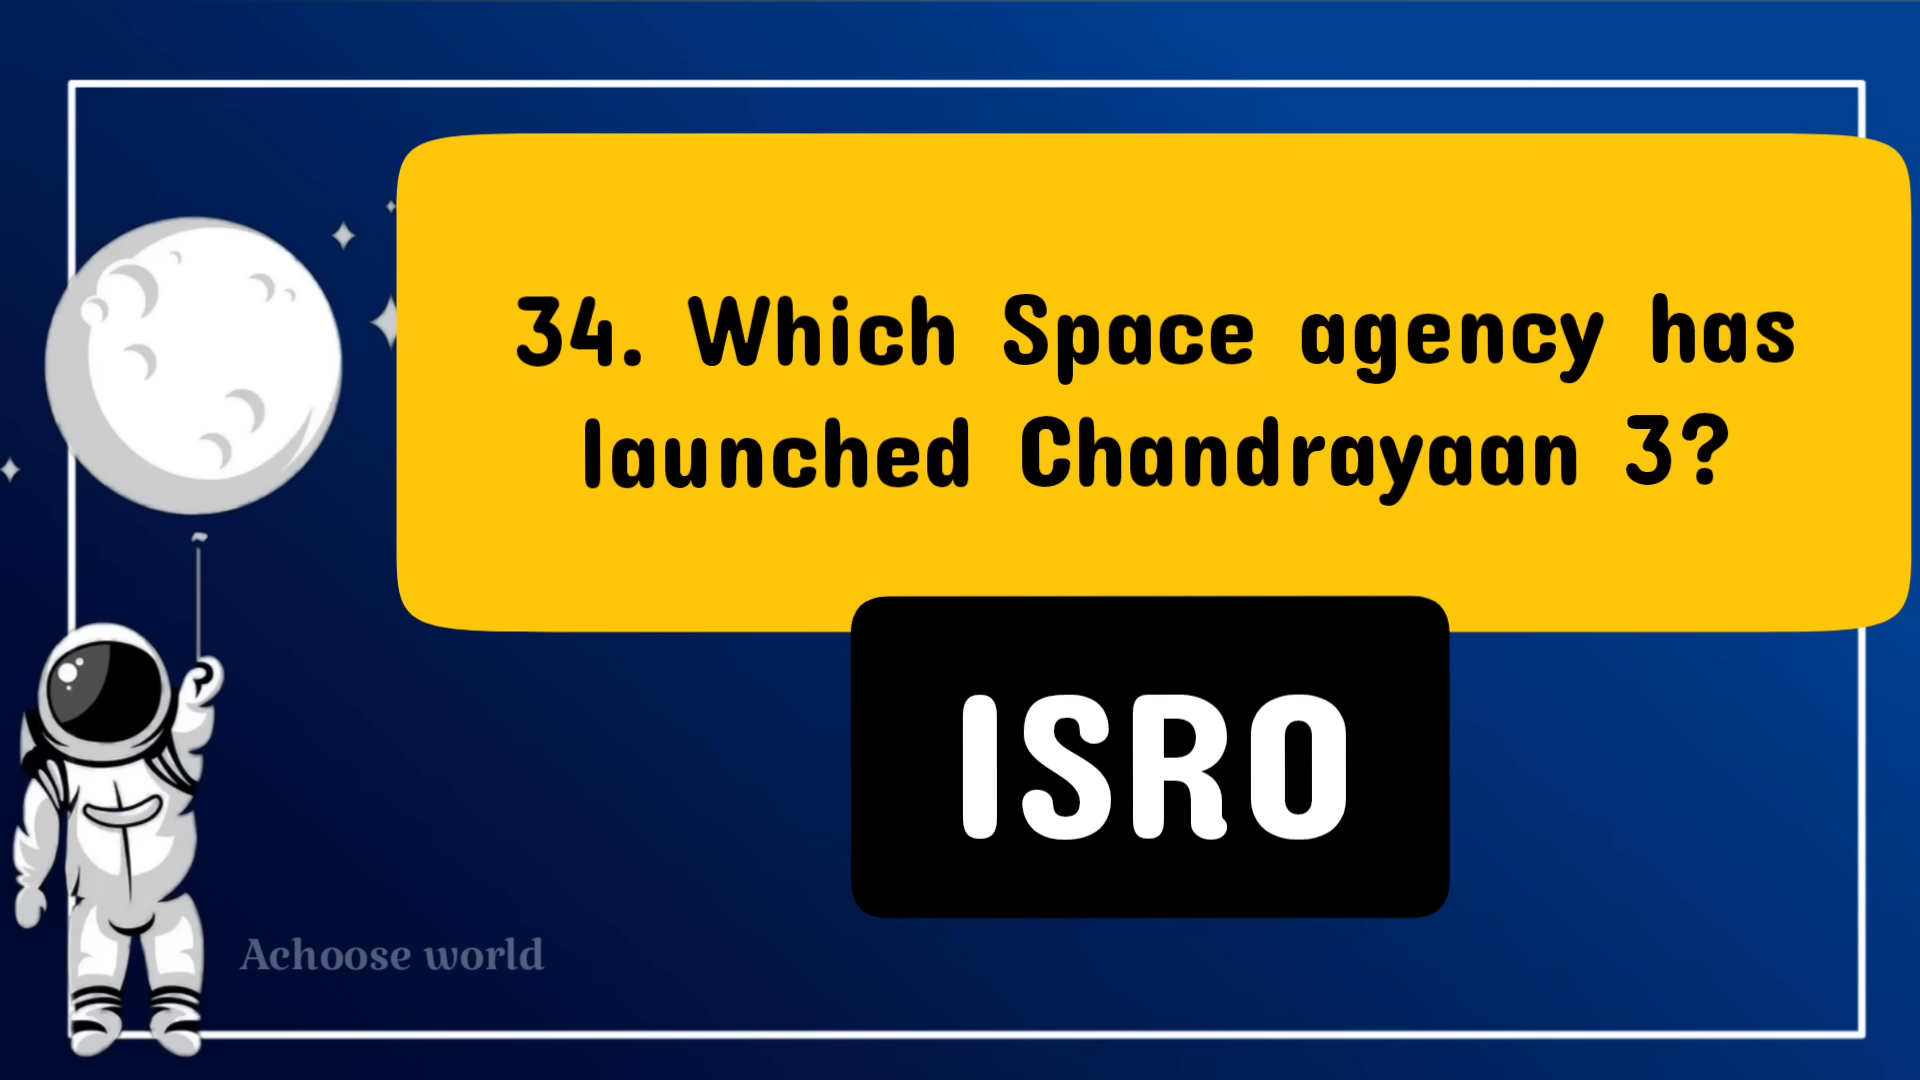 34. Which Space agency has
launched Chandrayaan 3?
ISRO
Achoose world